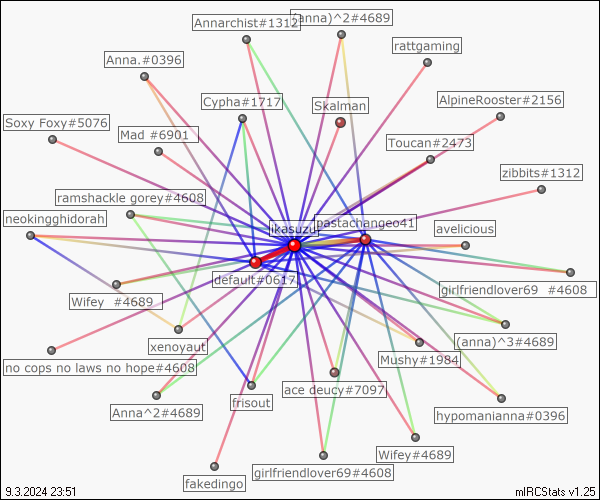 Annarchist#1312
(anna)^2#4689
rattgaming
Anna.#0396
AlpineRooster#2156
Cypha#1717
Skalman
Soxy Foxy#5076
Mad #6901
Toucan#2473
zibbits#1312
ramshackle gorey#4608
neokingghidorah
pastachangeo41
ikasuzu
avelicious
default#0617
girlfriendlover69 #4608
Wifey #4689
(anna)^3#4689
xenoyaut
Mushy#1984
no cops no laws no hope#4608
ace deucy#7097
frisout
Anna^2#4689
hypomanianna#0396
Wifey#4689
girlfriendlover69#4608
fakedingo
9.3.2024 23:51
mIRCStats v1.25